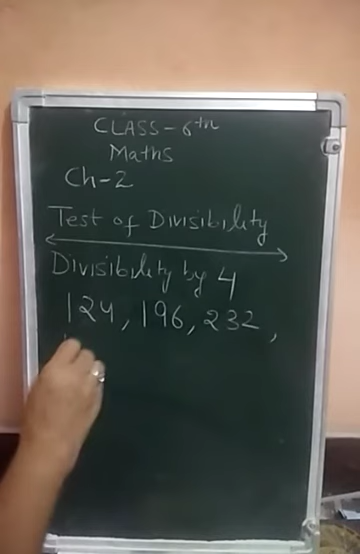 CLASS-6th
Maths
Ch-2
Test of Divisibility
Divisibility by 4
124, 196, 232,